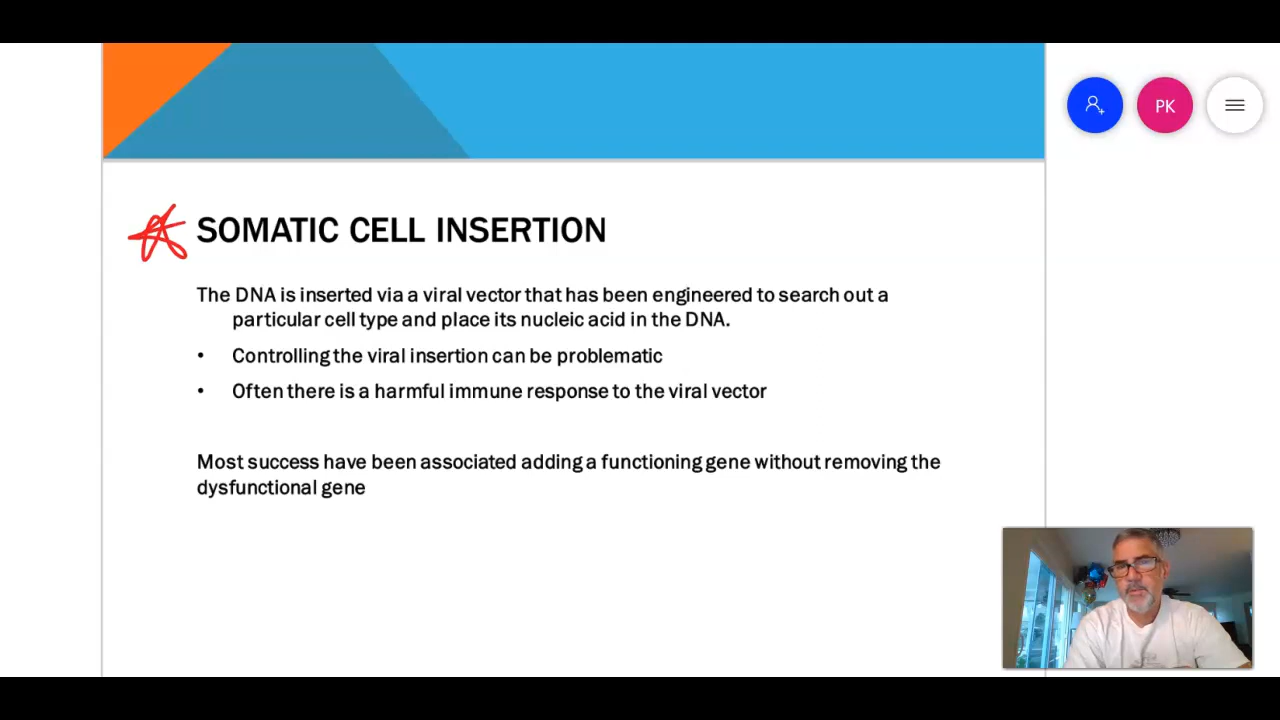 PK
SOMATIC CELL INSERTION
The DNA is inserted via a viral vector that has been engineered to search out a
particular cell type and place its nucleic acid in the DNA.
• Controlling the viral insertion can be problematic
• Often there is a harmful immune response to the viral vector
Most success have been associated adding a functioning gene without removing the
dysfunctional gene